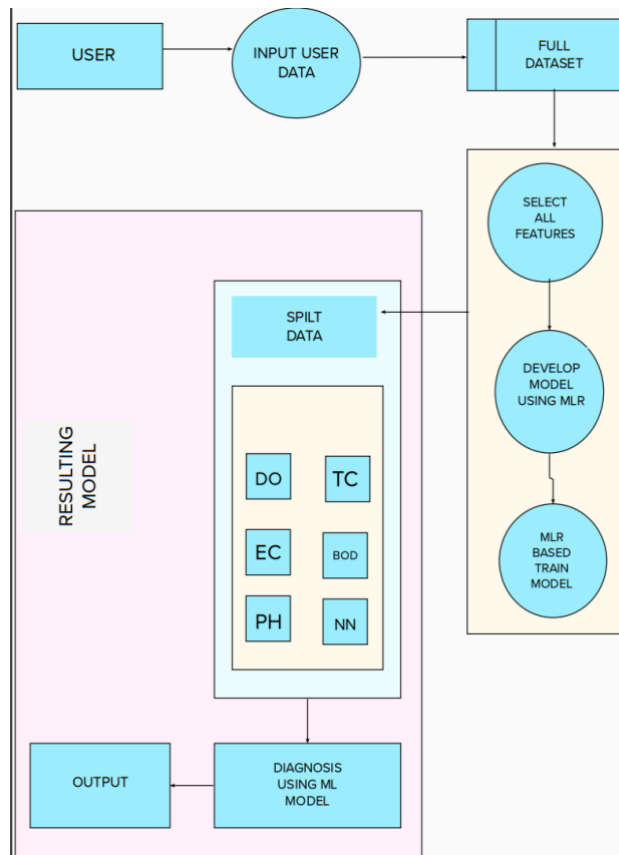 USER
INPUT USER
DATA
FULL
DATASET
SELECT
ALL
FEATURES
SPILT
DATA
DEVELOP
MODEL
USING MLR
RESULTING
MODEL
DO
TC
EC
BOD
PH
NN
MLR
BASED
TRAIN
MODEL
OUTPUT
DIAGNOSIS
USING ML
MODEL